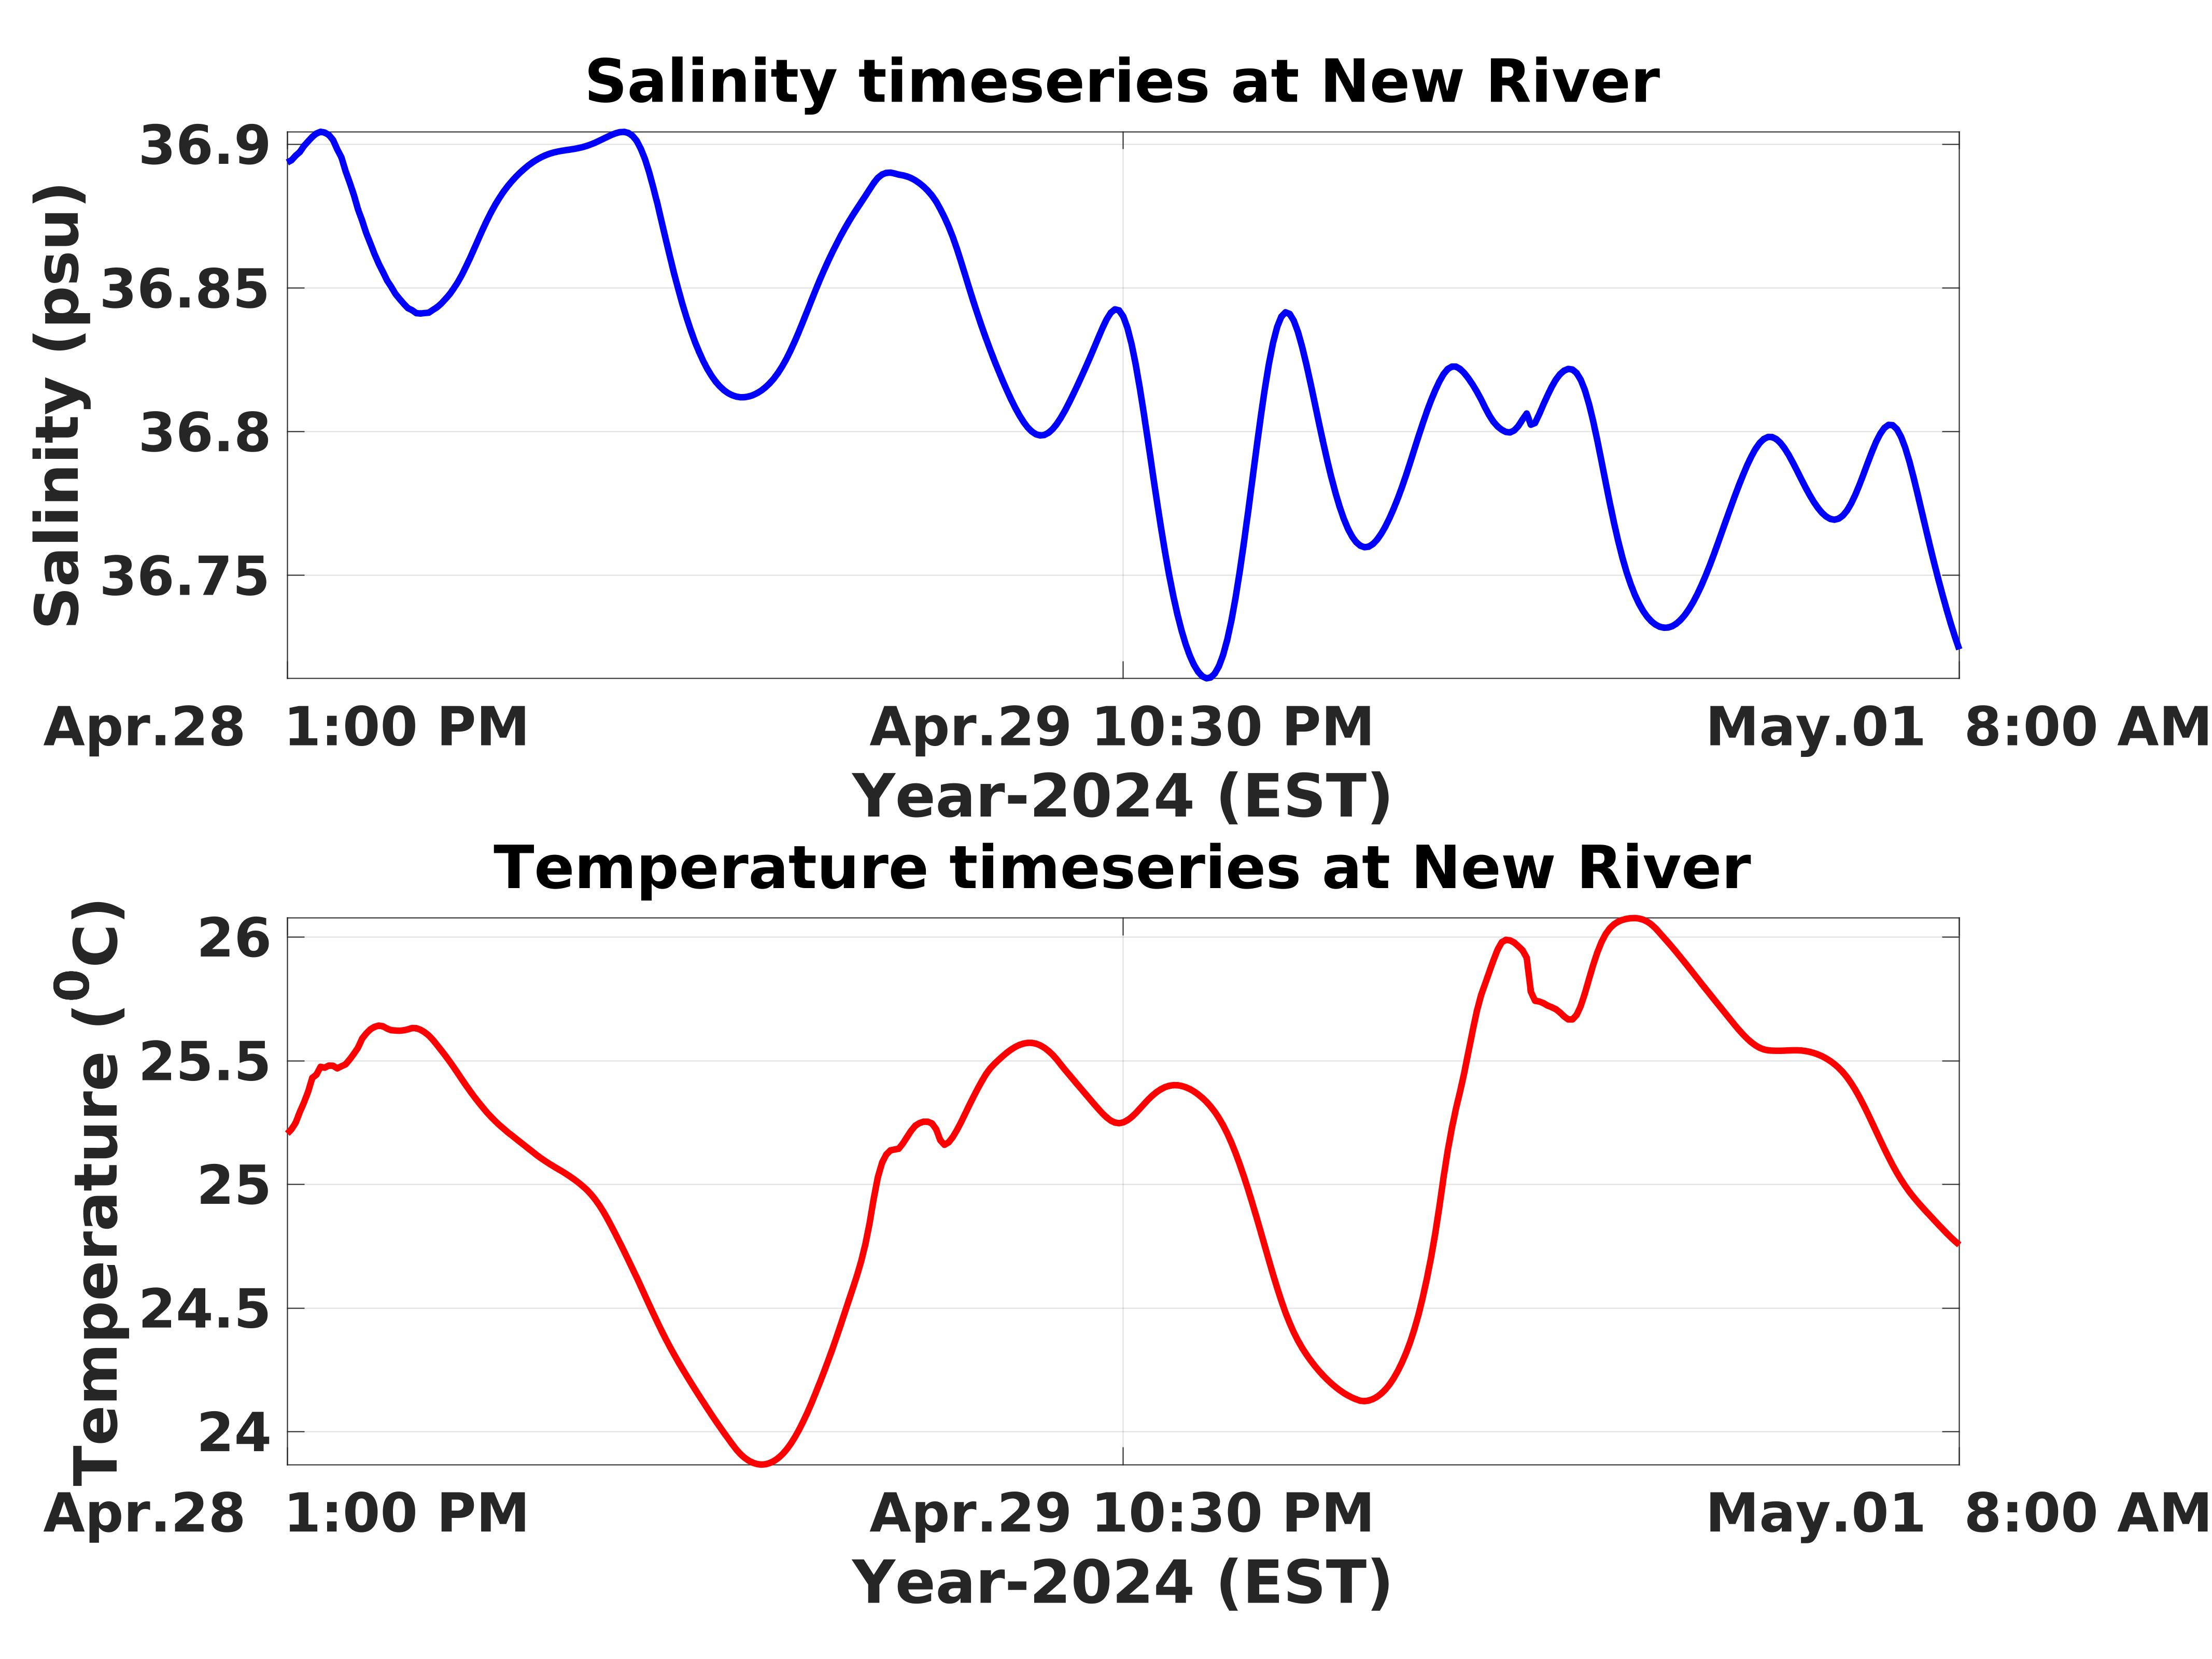 Salinity timeseries at New River
Salinity (psu)
36.9
36.85
36.8
36.75
Apr.28  1:00 PM
Apr.29 10:30 PM
May.01  8:00 AM
Year-2024 (EST)
Temperature timeseries at New River
Temperature (⁰C)
26
25.5
25
24.5
24
Apr.28  1:00 PM
Apr.29 10:30 PM
May.01  8:00 AM
Year-2024 (EST)